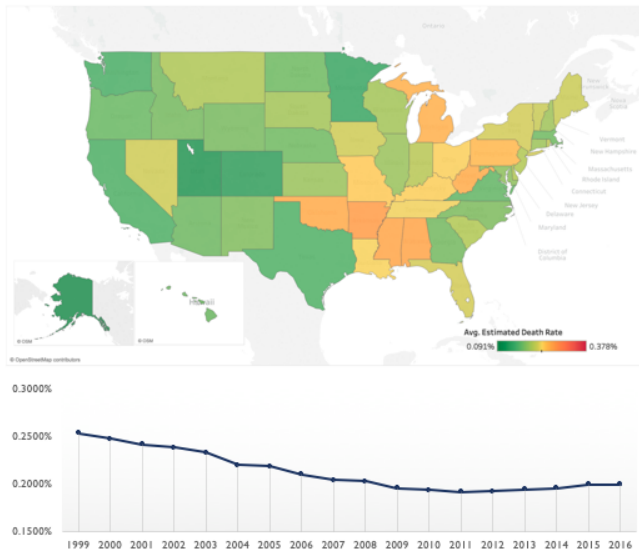 Ontario
Vermont
New Hampshire
Massachusetts
Rhode Island
Connecticut
New Jersey
Delaware
Maryland
District of
Columbia
Hawaii
© OSM
© OSM
Avg. Estimated Death Rate
0.091% 0.378%
© OpenStreetMap contributors
0.3000%
0.2500%
0.2000%
0.1500%
1999 2000 2001 2002 2003 2004 2005 2006 2007 2008 2009 2010 2011 2012 2013 2014 2015 2016